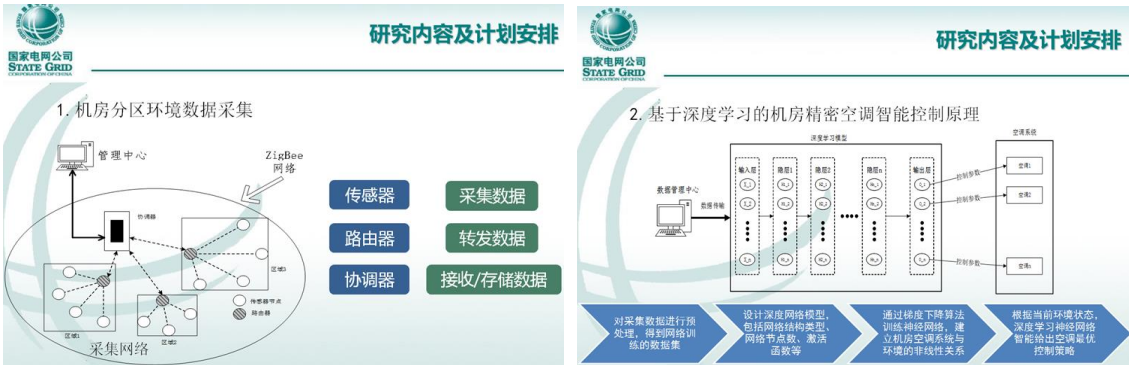 国家电网公司
STATE GRID
CORPORATION OF CHINA
研究内容及计划安排
1. 机房分区环境数据采集
管理中心
ZigBee
网络
协调器
区域3
传感器节点
路由器
区域1
区域2
采集网络
传感器
采集数据
路由器
转发数据
协调器
接收/存储数据
国家电网公司
STATE GRID
CORPORATION OF CHINA
研究内容及计划安排
2. 基于深度学习的机房精密空调智能控制原理
深度学习模型
空调系统
输入层
隐层1
隐层2
隐层n
输出层
数据管理中心
数据传输
控制参数
控制参数
控制参数
空调1
空调2
空调n
对采集数据进行预
处理，得到网络训
练的数据集
设计深度网络模型，
包括网络结构类型、
网络节点数、激活
函数等
通过梯度下降算法
训练神经网络，建
立机房空调系统与
环境的非线性关系
根据当前环境状态，
深度学习神经网络
智能给出空调最优
控制策略